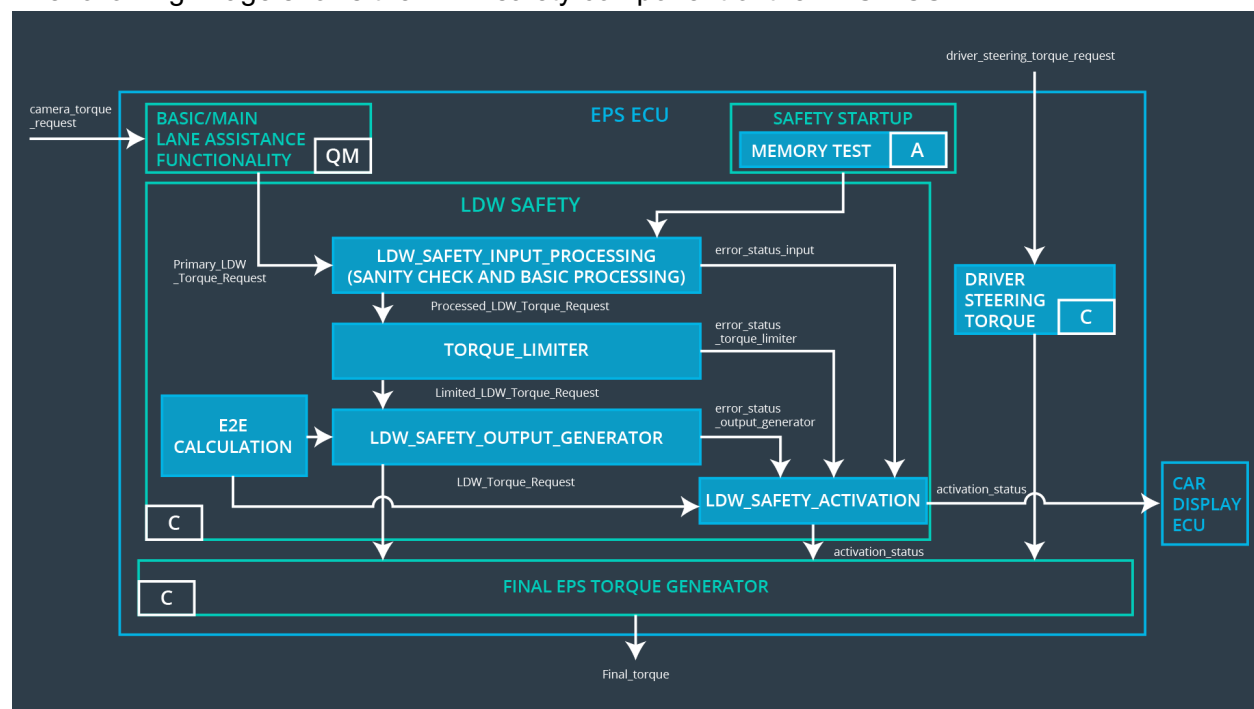 driver_steering_torque_request
camera_torque
_request
BASIC/MAIN
LANE ASSISTANCE
FUNCTIONALITY
QM
EPS ECU
SAFETY STARTUP
MEMORY TEST
A
LDW SAFETY
Primary_LDW
_Torque_Request
LDW_SAFETY_INPUT_PROCESSING
(SANITY CHECK AND BASIC PROCESSING)
error_status_input
Processed_LDW_Torque_Request
DRIVER
STEERING
TORQUE
C
TORQUE_LIMITER
error_status
_torque_limiter
Limited_LDW_Torque_Request
E2E
CALCULATION
LDW_SAFETY_OUTPUT_GENERATOR
error_status
_output_generator
LDW_Torque_Request
LDW_SAFETY_ACTIVATION
activation_status
CAR
DISPLAY
ECU
C
activation_status
C
FINAL EPS TORQUE GENERATOR
Final_torque